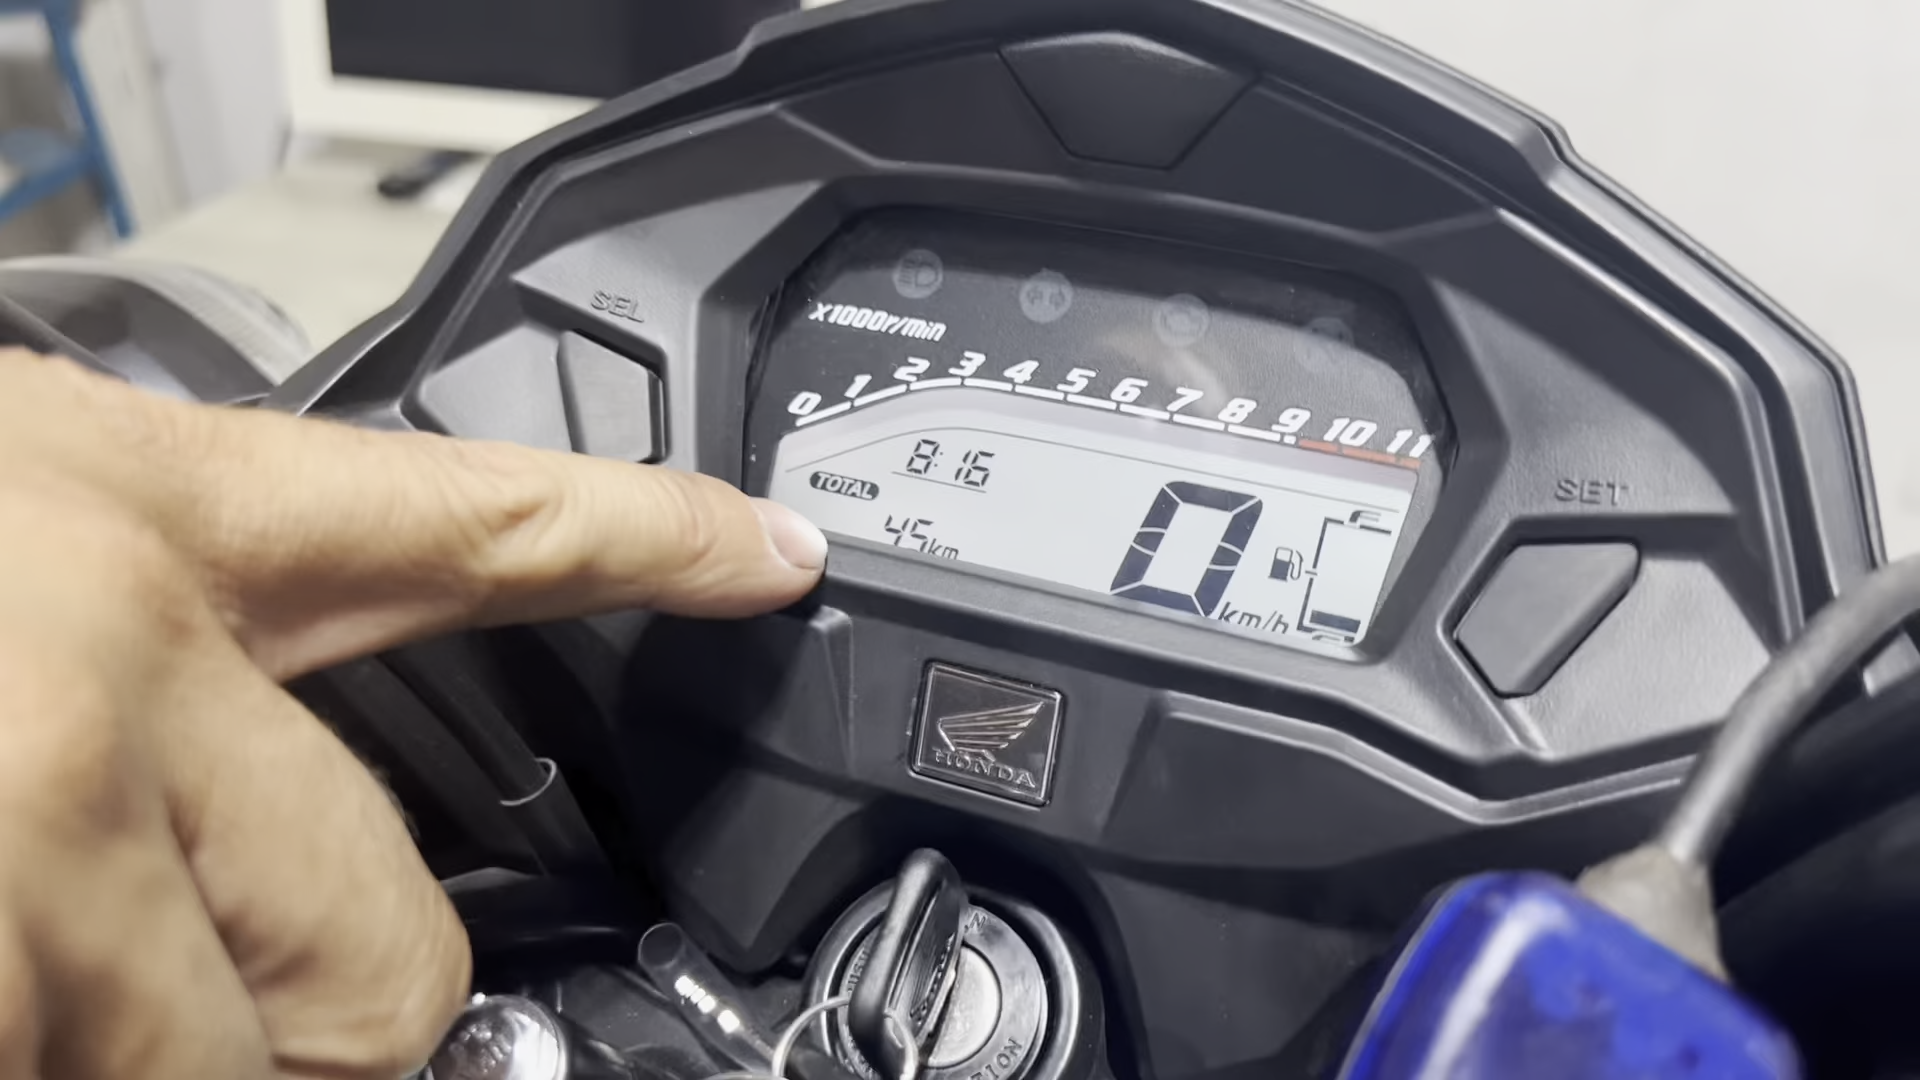 SEL
x1000r/min
0 1 2 3 4 5 6 7 8 9 10 11
8:16
TOTAL
45km
0
km/h
F
E
SET
HONDA